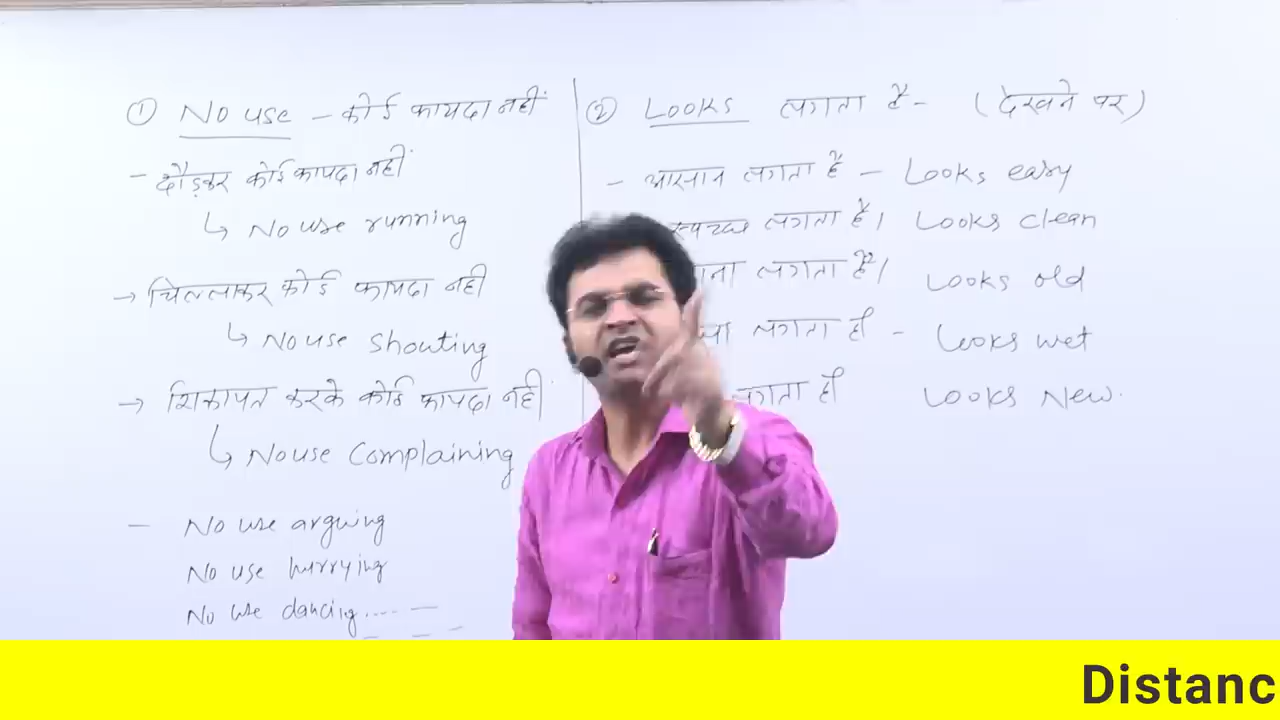 ① No use - कोई फायदा नहीं
- दौड़कर कोई फायदा नहीं
↳ No use running
→ चिल्लाकर कोई फायदा नहीं
↳ No use shouting
→ शिकायत करके कोई फायदा नहीं
↳ No use Complaining
- No use arguing
No use hurrying
No use dancing....
② Looks लगता है - (देखने पर)
- आसान लगता है - Looks easy
स्वच्छ लगता है। Looks clean
लगता है। Looks old
लगता है - Looks wet
लगता है Looks New.
Distanc